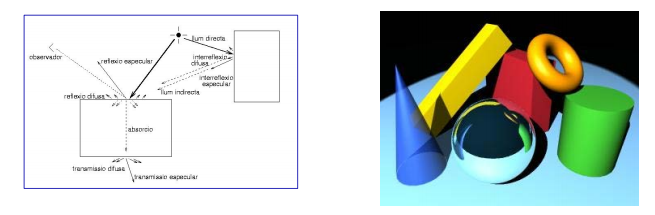 llum directa
observador
reflexio especular
interreflexio
difusa
interreflexio
especular
llum indirecta
reflexio difusa
absorcio
transmissio difusa
transmissio especular